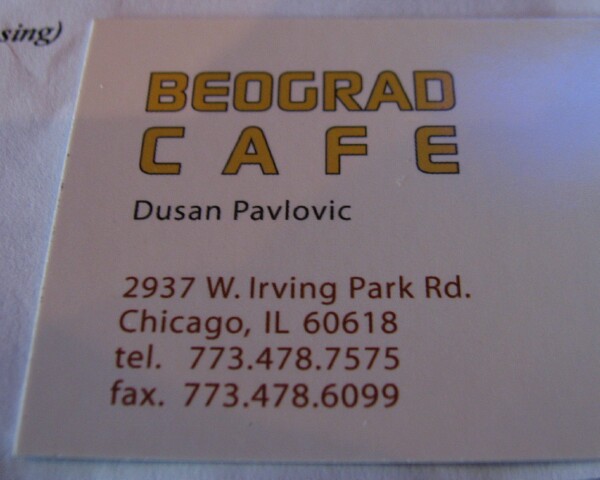 sing)
BEOGRAD
CAFE
Dusan Pavlovic
2937 W. Irving Park Rd.
Chicago, IL 60618
tel. 773.478.7575
fax. 773.478.6099